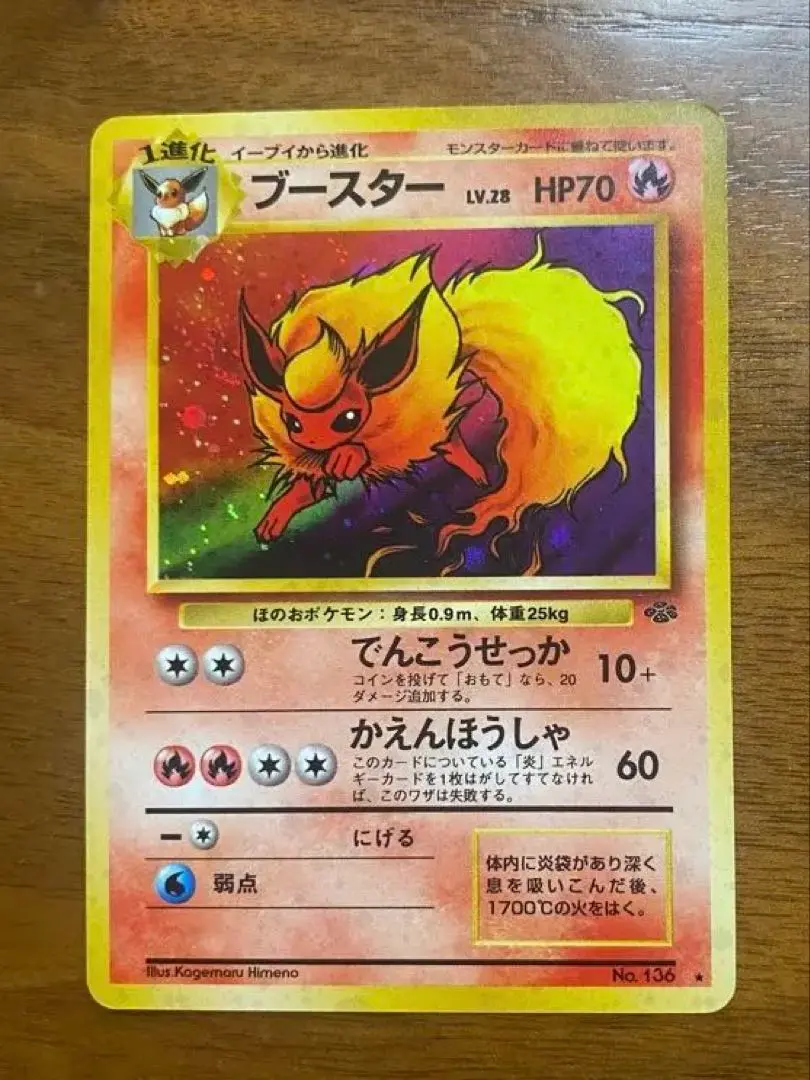 1進化 イーブイから進化 モンスターカードに重ねて使います。
ブースター LV.28 HP70
ほのおポケモン：身長0.9m、体重25kg
でんこうせっか 10+
コインを投げて「おもて」なら、20
ダメージ追加する。
かえんほうしゃ 60
このカードについている「炎」エネル
ギーカードを1枚はがしてすてなけれ
ば、このワザは失敗する。
− にげる
弱点
体内に炎袋があり深く
息を吸いこんだ後、
1700℃の火をはく。
Illus.Kagemaru Himeno No. 136 ★